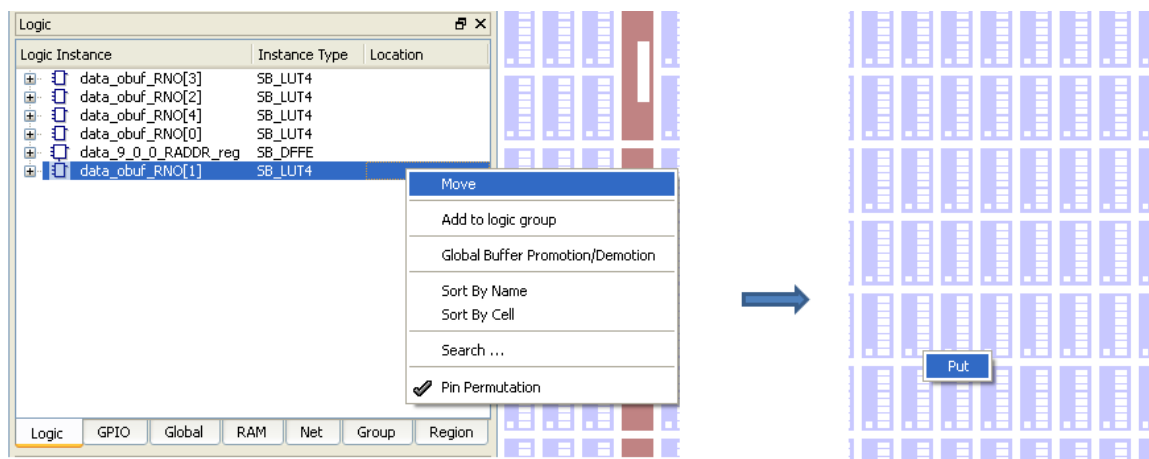 Logic
Logic Instance Instance Type Location
data_obuf_RNO[3] SB_LUT4
data_obuf_RNO[2] SB_LUT4
data_obuf_RNO[4] SB_LUT4
data_obuf_RNO[0] SB_LUT4
data_9_0_0_RADDR_reg SB_DFFE
data_obuf_RNO[1] SB_LUT4
Move
Add to logic group
Global Buffer Promotion/Demotion
Sort By Name
Sort By Cell
Search ...
Pin Permutation
Put
Logic GPIO Global RAM Net Group Region